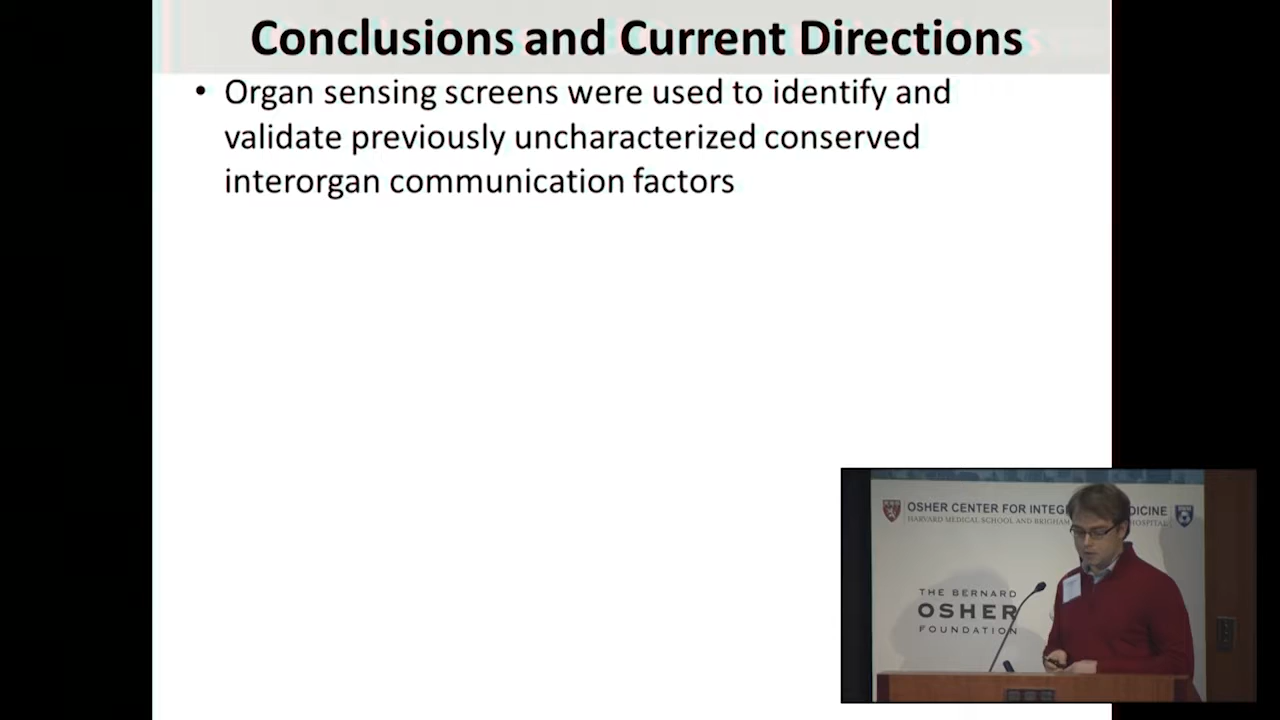 Conclusions and Current Directions
• Organ sensing screens were used to identify and
validate previously uncharacterized conserved
interorgan communication factors
OSHER CENTER FOR INTEG DICINE
HARVARD MEDICAL SCHOOL AND BRIGHAM HOSPITAL
THE BERNARD
OSHER
FOUNDATION